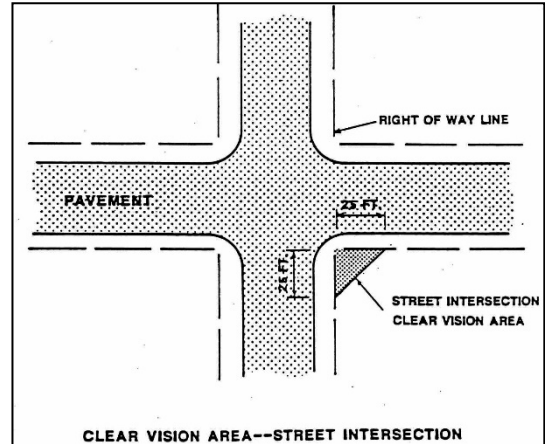 RIGHT OF WAY LINE
PAVEMENT
25 FT.
25 FT.
STREET INTERSECTION
CLEAR VISION AREA
CLEAR VISION AREA--STREET INTERSECTION